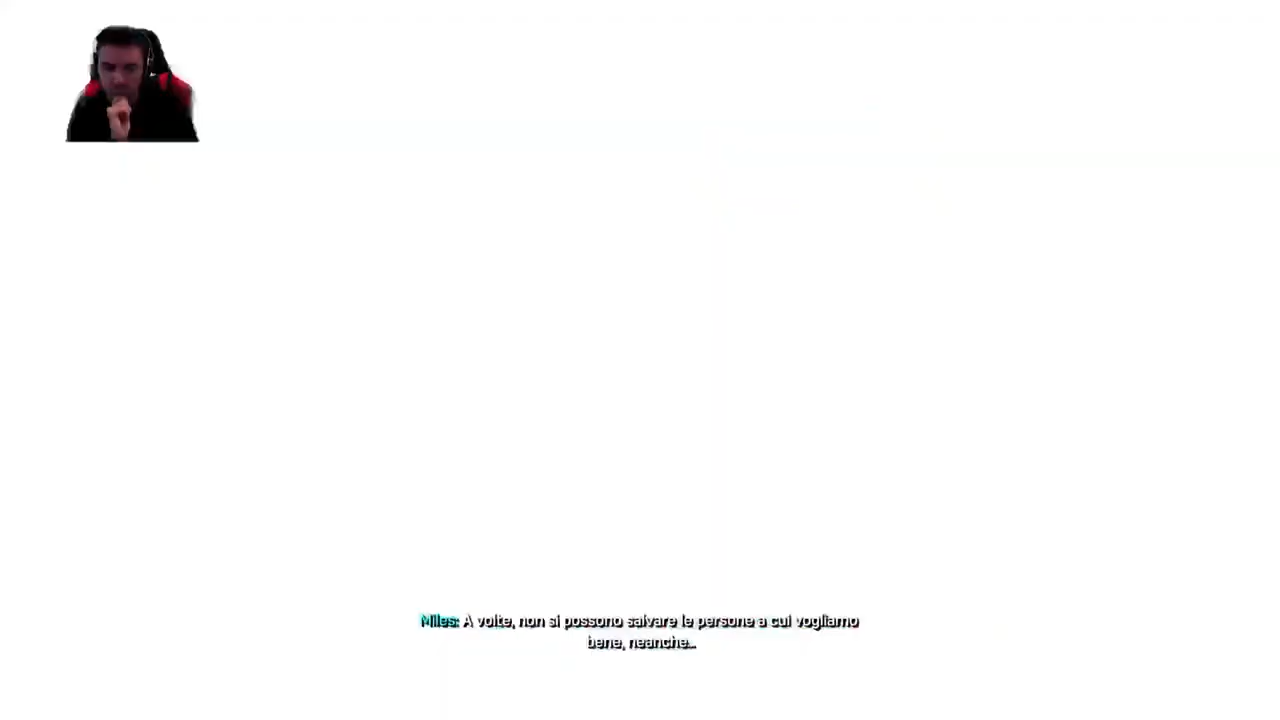 Miles: A volte, non si possono salvare le persone a cui vogliamo
bene, neanche...